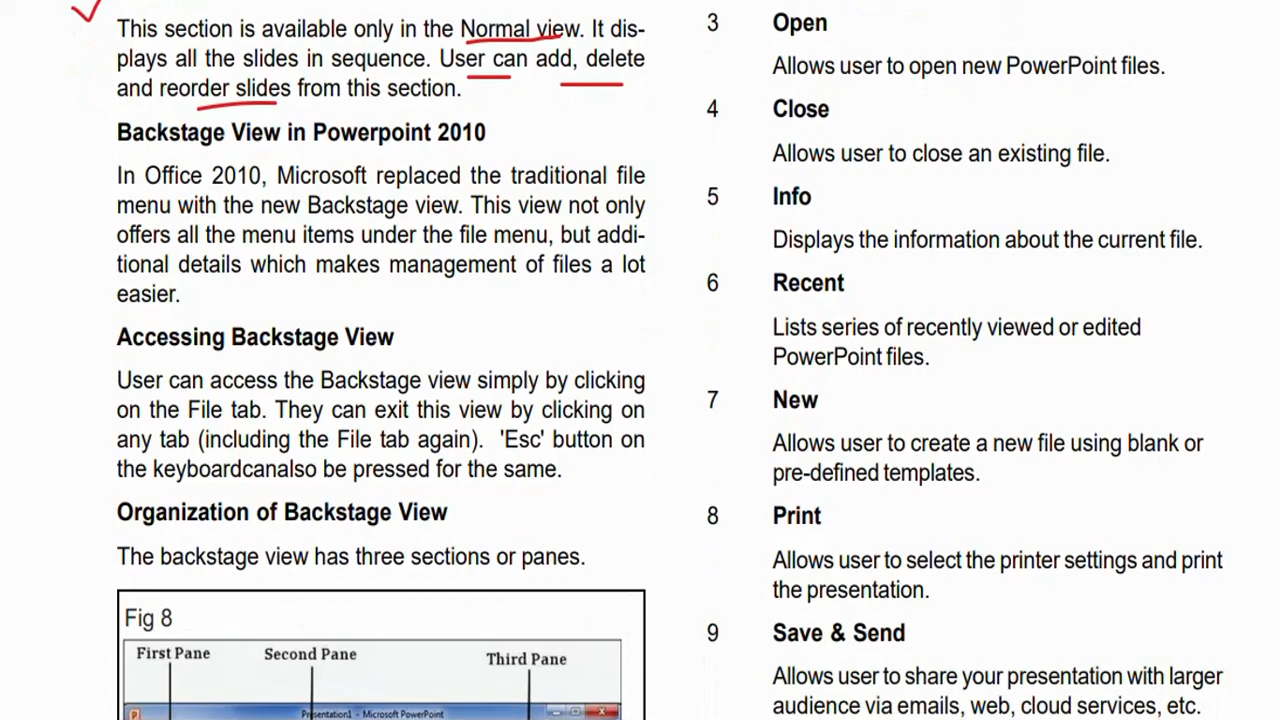 This section is available only in the Normal view. It dis-
plays all the slides in sequence. User can add, delete
and reorder slides from this section.
Backstage View in Powerpoint 2010
In Office 2010, Microsoft replaced the traditional file
menu with the new Backstage view. This view not only
offers all the menu items under the file menu, but addi-
tional details which makes management of files a lot
easier.
Accessing Backstage View
User can access the Backstage view simply by clicking
on the File tab. They can exit this view by clicking on
any tab (including the File tab again). 'Esc' button on
the keyboardcanalso be pressed for the same.
Organization of Backstage View
The backstage view has three sections or panes.
Fig 8
First Pane Second Pane Third Pane
Presentation1 - Microsoft PowerPoint
3 Open
Allows user to open new PowerPoint files.
4 Close
Allows user to close an existing file.
5 Info
Displays the information about the current file.
6 Recent
Lists series of recently viewed or edited
PowerPoint files.
7 New
Allows user to create a new file using blank or
pre-defined templates.
8 Print
Allows user to select the printer settings and print
the presentation.
9 Save & Send
Allows user to share your presentation with larger
audience via emails, web, cloud services, etc.